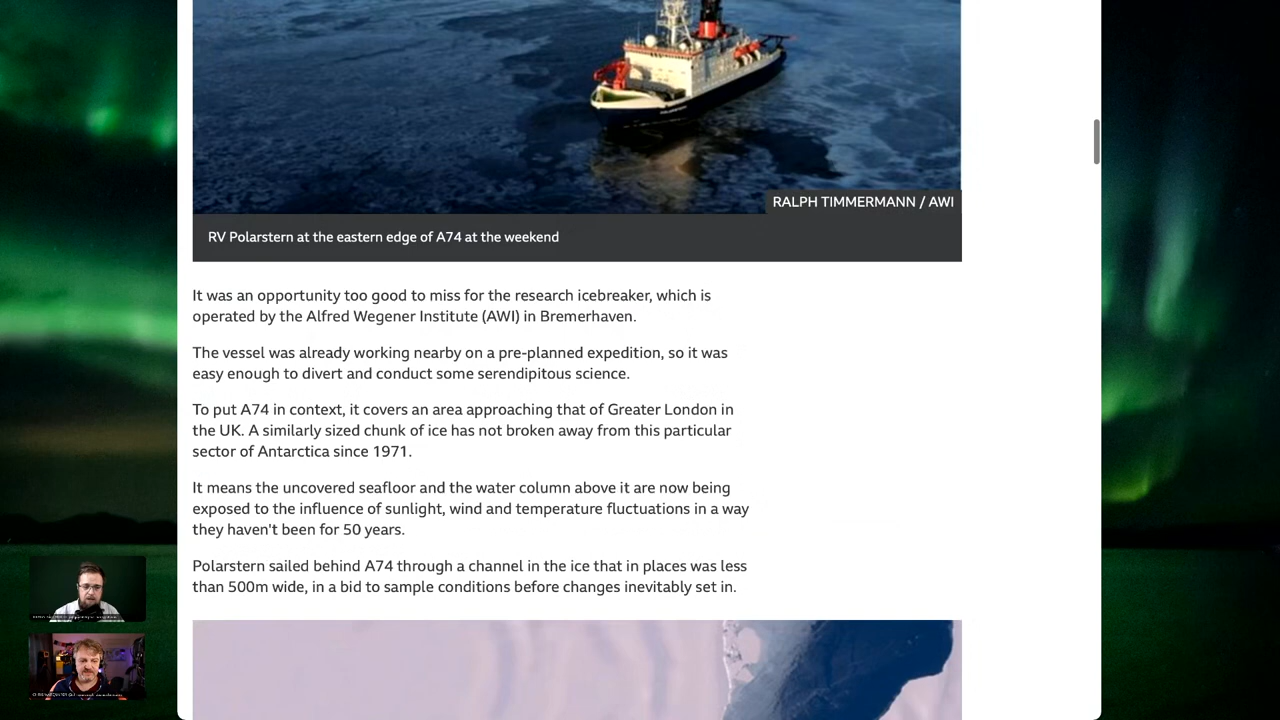 RALPH TIMMERMANN / AWI
RV Polarstern at the eastern edge of A74 at the weekend
It was an opportunity too good to miss for the research icebreaker, which is
operated by the Alfred Wegener Institute (AWI) in Bremerhaven.
The vessel was already working nearby on a pre-planned expedition, so it was
easy enough to divert and conduct some serendipitous science.
To put A74 in context, it covers an area approaching that of Greater London in
the UK. A similarly sized chunk of ice has not broken away from this particular
sector of Antarctica since 1971.
It means the uncovered seafloor and the water column above it are now being
exposed to the influence of sunlight, wind and temperature fluctuations in a way
they haven't been for 50 years.
Polarstern sailed behind A74 through a channel in the ice that in places was less
than 500m wide, in a bid to sample conditions before changes inevitably set in.